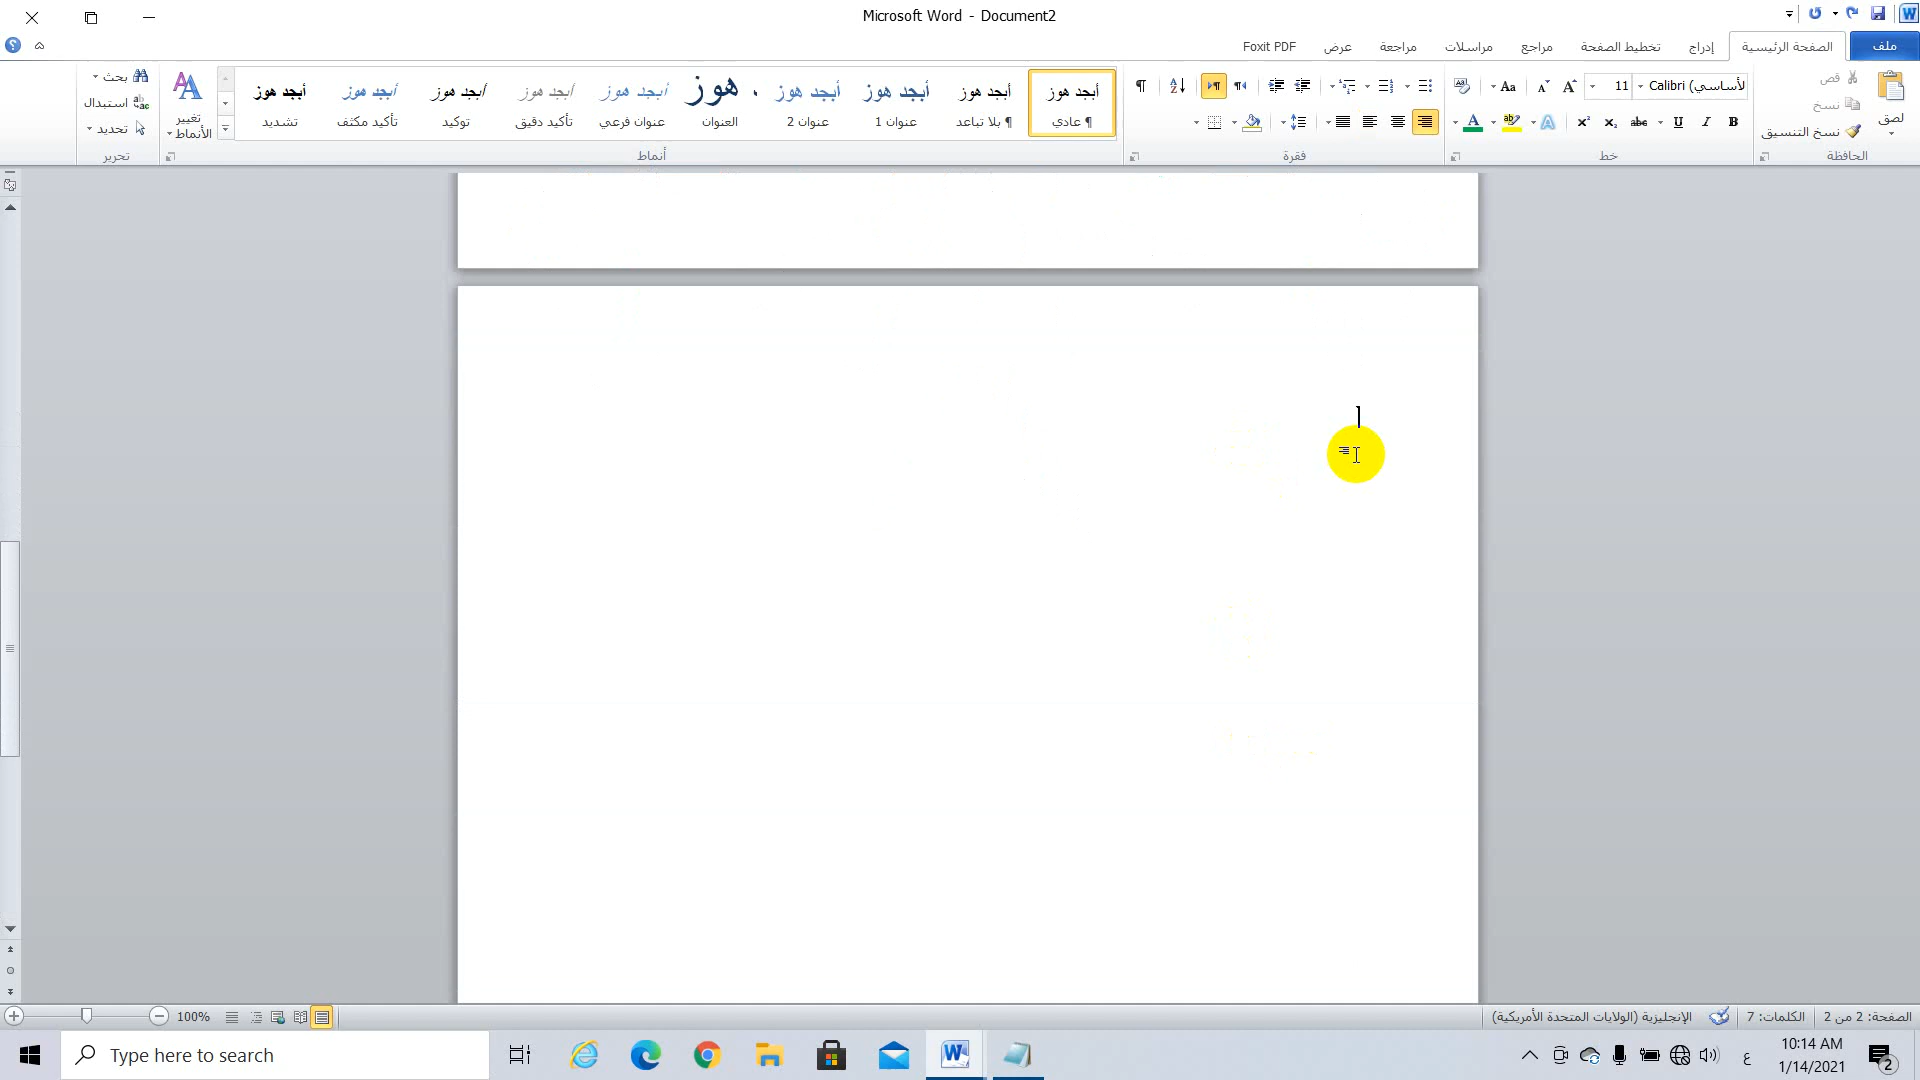 Microsoft Word - Document2
ملف
الصفحة الرئيسية
إدراج
تخطيط الصفحة
مراجع
مراسلات
مراجعة
عرض
Foxit PDF
لصق
قص
نسخ
نسخ التنسيق
الحافظة
Calibri (لأساسي
11
خط
فقرة
أبجد هوز
عادي ¶
أبجد هوز
¶ بلا تباعد
أبجد هوز
عنوان 1
أبجد هوز
عنوان 2
هوز
العنوان
أبجد هوز
عنوان فرعي
أبجد هوز
تأكيد دقيق
أبجد هوز
توكيد
أبجد هوز
تأكيد مكثف
أبجد هوز
تشديد
أنماط
تغيير
الأنماط
بحث
استبدال
تحديد
تحرير
الصفحة: 2 من 2
الكلمات: 7
الإنجليزية (الولايات المتحدة الأمريكية)
100%
Type here to search
ع
10:14 AM
1/14/2021
2